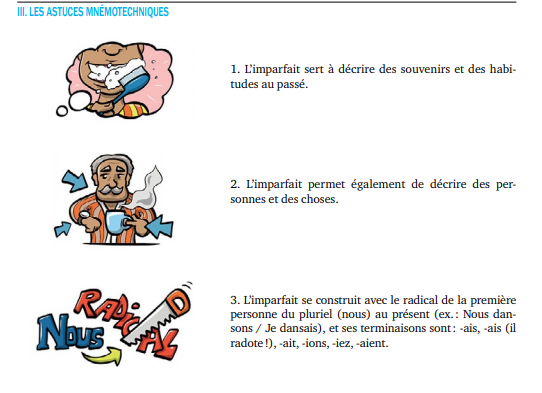 III. LES ASTUCES MNÉMOTECHNIQUES
1. L'imparfait sert à décrire des souvenirs et des habi-
tudes au passé.
2. L'imparfait permet également de décrire des per-
sonnes et des choses.
RADICAL
NOUS
3. L'imparfait se construit avec le radical de la première
personne du pluriel (nous) au présent (ex. : Nous dan-
sons / Je dansais), et ses terminaisons sont : -ais, -ais (il
radote !), -ait, -ions, -iez, -aient.